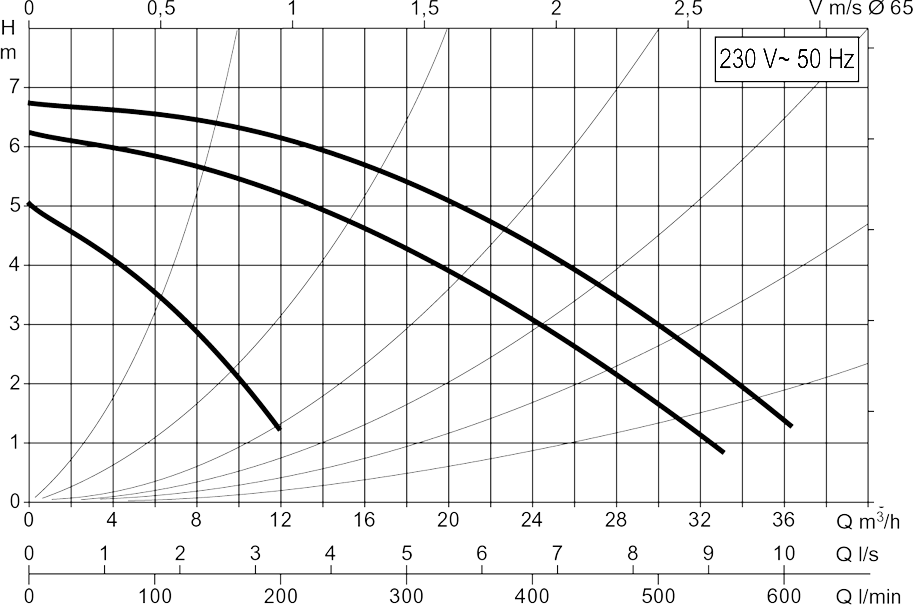 0 0,5 1 1,5 2 2,5 V m/s Ø 65
H
m
230 V~ 50 Hz
7
6
5
4
3
2
1
0
0 4 8 12 16 20 24 28 32 36 Q m³/h
0 1 2 3 4 5 6 7 8 9 10 Q l/s
0 100 200 300 400 500 600 Q l/min